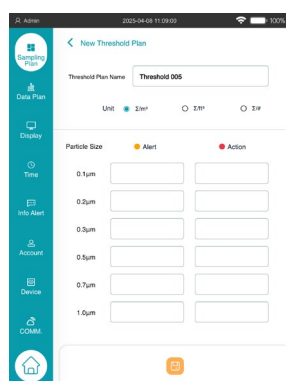 Admin 2025-04-08 11:09:00 100%
Sampling Plan
Data Plan
Display
Time
Info Alert
Account
Device
COMM.
New Threshold Plan
Threshold Plan Name Threshold 005
Unit Σ/m³ Σ/ft³ Σ/#
Particle Size Alert Action
0.1μm
0.2μm
0.3μm
0.5μm
0.7μm
1.0μm